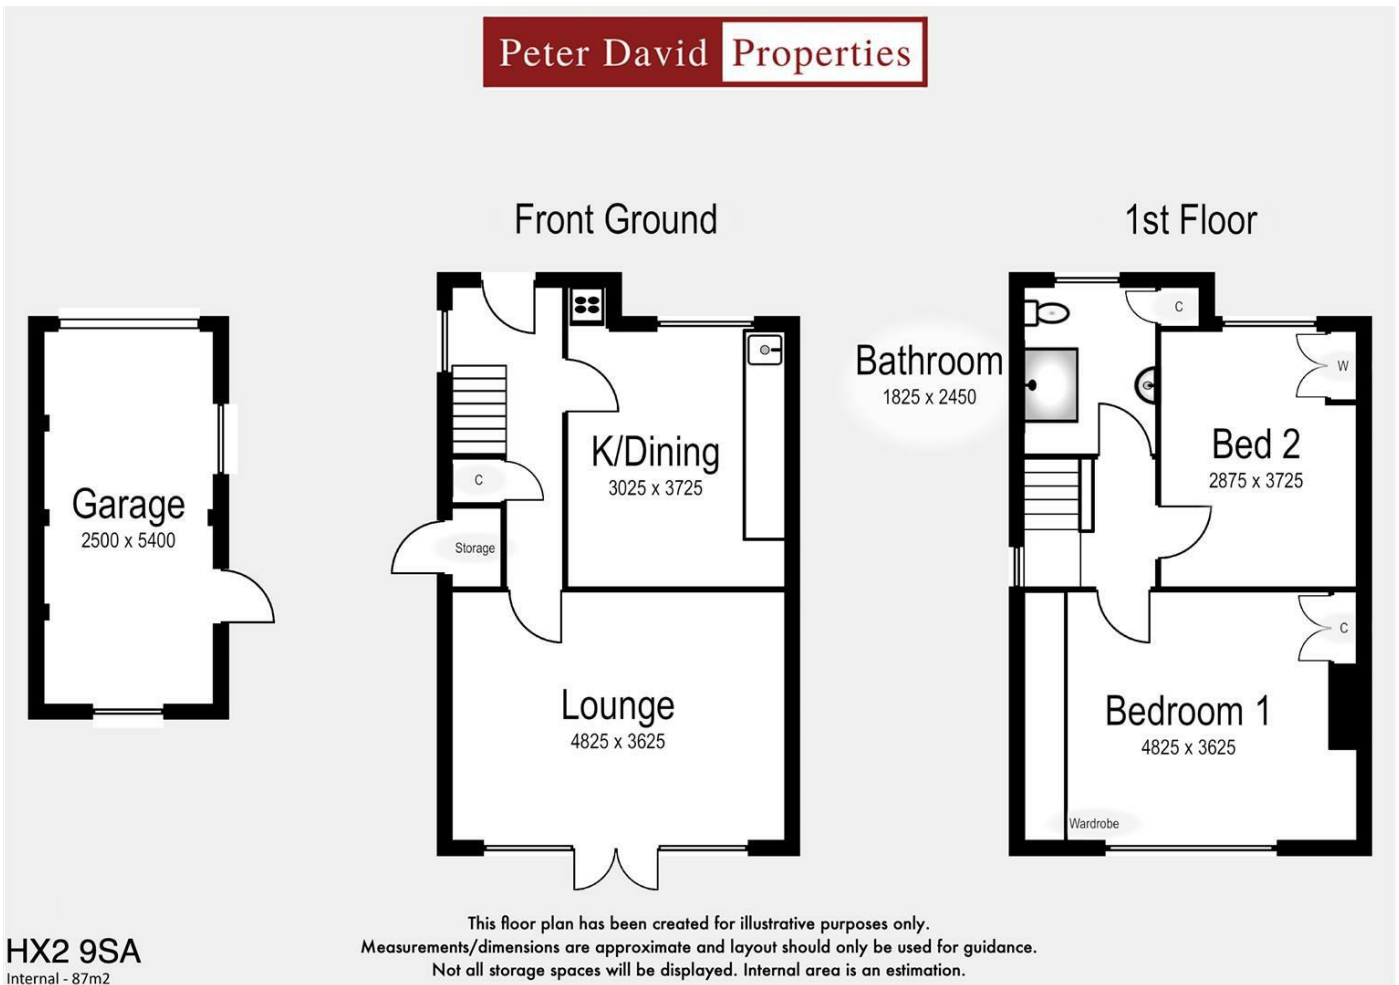 Peter David Properties
Front Ground
1st Floor
C
Bathroom
1825 x 2450
W
Bed 2
2875 x 3725
K/Dining
3025 x 3725
C
Garage
2500 x 5400
Storage
C
Lounge
4825 x 3625
Bedroom 1
4825 x 3625
Wardrobe
This floor plan has been created for illustrative purposes only.
Measurements/dimensions are approximate and layout should only be used for guidance.
Not all storage spaces will be displayed. Internal area is an estimation.
HX2 9SA
Internal - 87m2